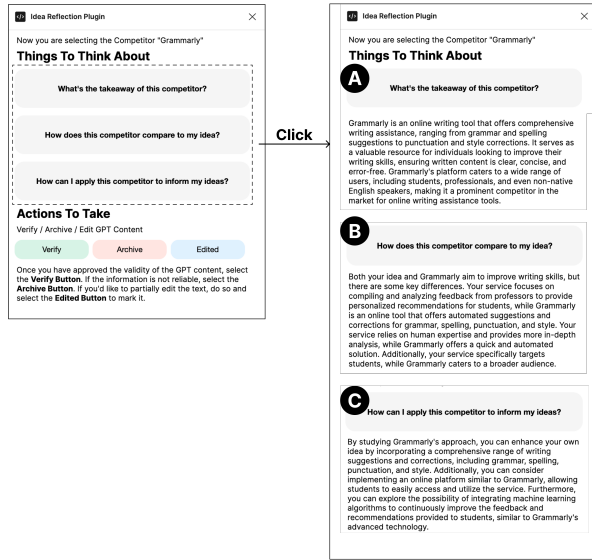 </> Idea Reflection Plugin
Now you are selecting the Competitor "Grammarly"
Things To Think About
What's the takeaway of this competitor?
How does this competitor compare to my idea?
How can I apply this competitor to inform my ideas?
Actions To Take
Verify / Archive / Edit GPT Content
Verify Archive Edited
Once you have approved the validity of the GPT content, select
the Verify Button. If the information is not reliable, select the
Archive Button. If you'd like to partially edit the text, do so and
select the Edited Button to mark it.
Click
</> Idea Reflection Plugin
Now you are selecting the Competitor "Grammarly"
Things To Think About
A
What's the takeaway of this competitor?
Grammarly is an online writing tool that offers comprehensive
writing assistance, ranging from grammar and spelling
suggestions to punctuation and style corrections. It serves as
a valuable resource for individuals looking to improve their
writing skills, ensuring written content is clear, concise, and
error-free. Grammarly's platform caters to a wide range of
users, including students, professionals, and even non-native
English speakers, making it a prominent competitor in the
market for online writing assistance tools.
B
How does this competitor compare to my idea?
Both your idea and Grammarly aim to improve writing skills, but
there are some key differences. Your service focuses on
compiling and analyzing feedback from professors to provide
personalized recommendations for students, while Grammarly
is an online tool that offers automated suggestions and
corrections for grammar, spelling, punctuation, and style. Your
service relies on human expertise and provides more in-depth
analysis, while Grammarly offers a quick and automated
solution. Additionally, your service specifically targets
students, while Grammarly caters to a broader audience.
C
How can I apply this competitor to inform my ideas?
By studying Grammarly's approach, you can enhance your own
idea by incorporating a comprehensive range of writing
suggestions and corrections, including grammar, spelling,
punctuation, and style. Additionally, you can consider
implementing an online platform similar to Grammarly, allowing
students to easily access and utilize the service. Furthermore,
you can explore the possibility of integrating machine learning
algorithms to continuously improve the feedback and
recommendations provided to students, similar to Grammarly's
advanced technology.